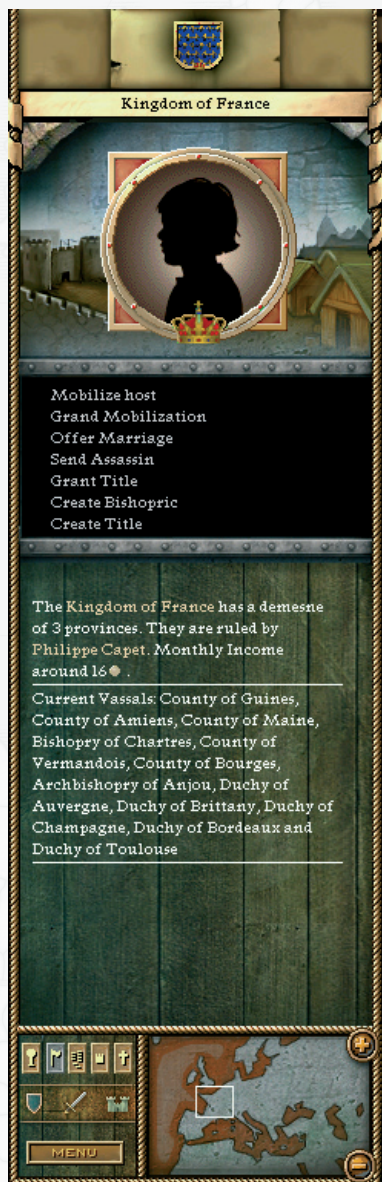 Kingdom of France
Mobilize host
Grand Mobilization
Offer Marriage
Send Assassin
Grant Title
Create Bishopric
Create Title
The Kingdom of France has a demesne
of 3 provinces. They are ruled by
Philippe Capet. Monthly Income
around 16 .
Current Vassals: County of Guines,
County of Amiens, County of Maine,
Bishopry of Chartres, County of
Vermandois, County of Bourges,
Archbishopry of Anjou, Duchy of
Auvergne, Duchy of Brittany, Duchy of
Champagne, Duchy of Bordeaux and
Duchy of Toulouse
MENU